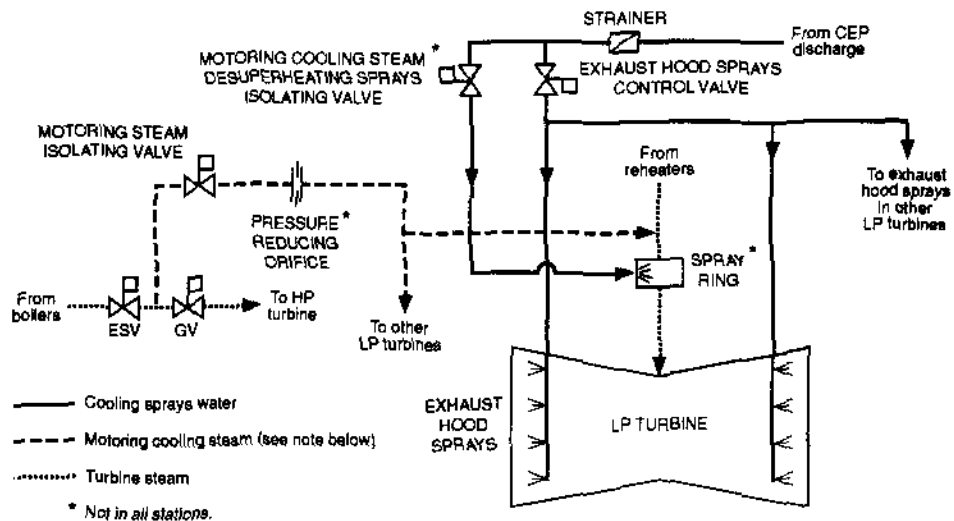 STRAINER
From CEP
discharge
MOTORING COOLING STEAM *
DESUPERHEATING SPRAYS
ISOLATING VALVE
EXHAUST HOOD SPRAYS
CONTROL VALVE
MOTORING STEAM
ISOLATING VALVE
From
reheaters
To exhaust
hood sprays
In other
LP turbines
PRESSURE *
REDUCING
ORIFICE
SPRAY *
RING
From
boilers
To HP
turbine
ESV
GV
To other
LP turbines
EXHAUST
HOOD
SPRAYS
LP TURBINE
Cooling sprays water
Motoring cooling steam (see note below)
Turbine steam
* Not in all stations.